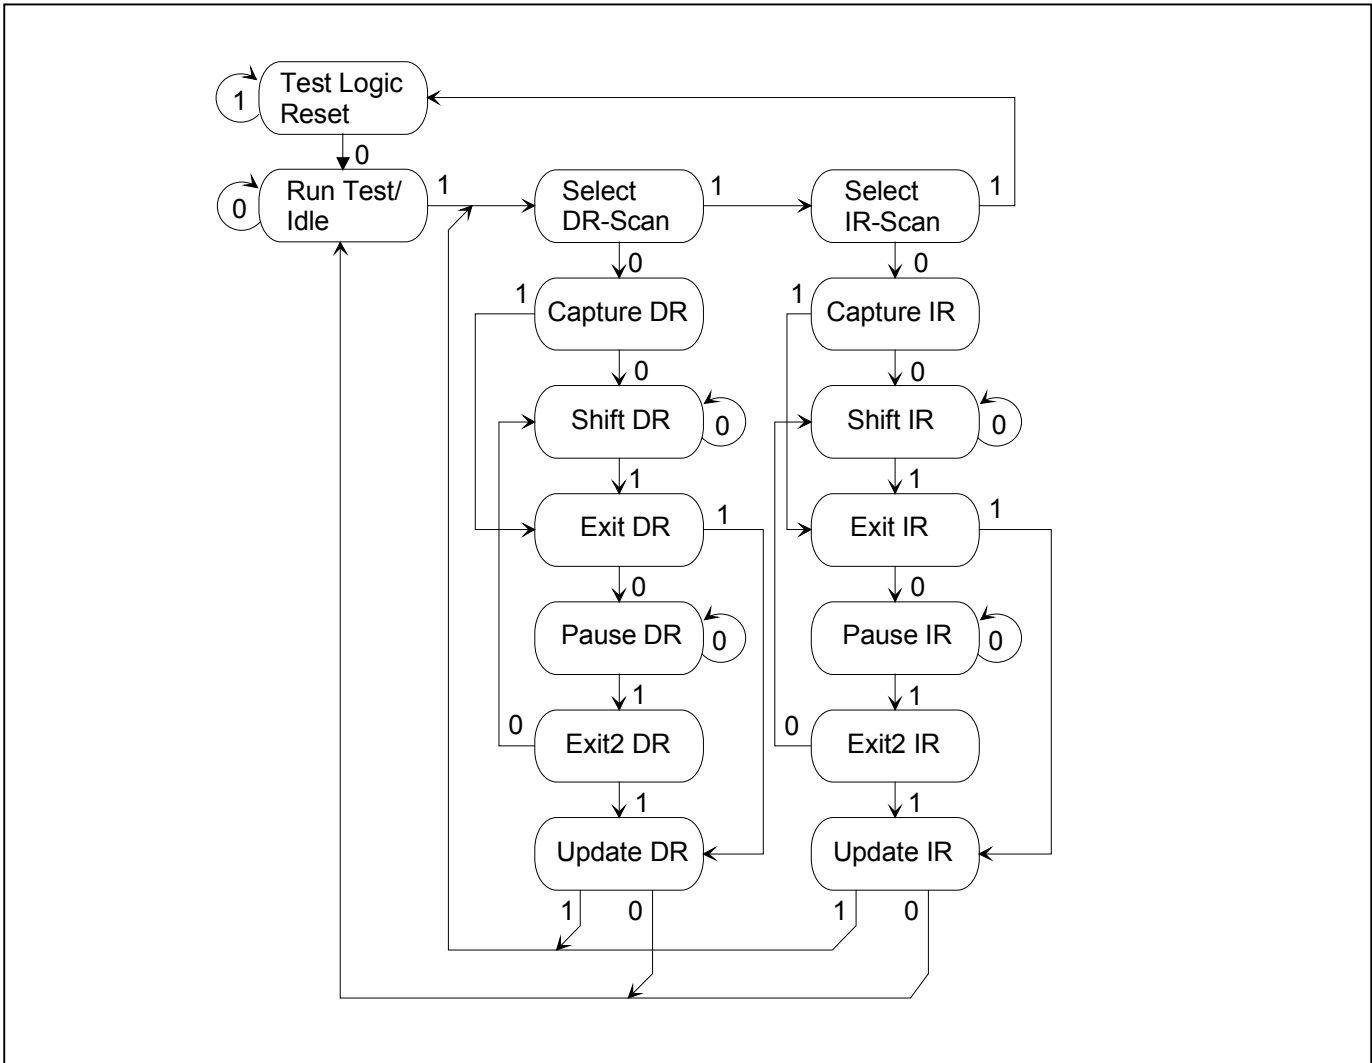 Test Logic
Reset
1
0
Run Test/
Idle
0
1
Select
DR-Scan
1
Select
IR-Scan
1
0
0
1
Capture DR
1
Capture IR
0
0
Shift DR
0
Shift IR
0
1
1
Exit DR
1
Exit IR
1
0
0
Pause DR
0
Pause IR
0
1
1
0
Exit2 DR
0
Exit2 IR
1
1
Update DR
Update IR
1
0
1
0